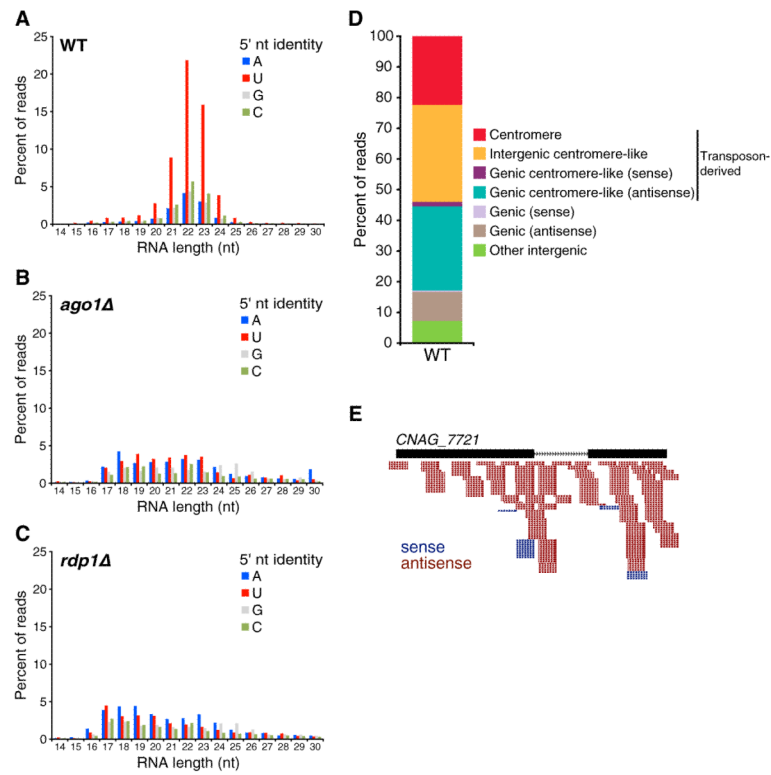 A
WT
5' nt identity
A
U
G
C
Percent of reads
25
20
15
10
5
0
14 15 16 17 18 19 20 21 22 23 24 25 26 27 28 29 30
RNA length (nt)
B
ago1Δ
5' nt identity
A
U
G
C
Percent of reads
25
20
15
10
5
0
14 15 16 17 18 19 20 21 22 23 24 25 26 27 28 29 30
RNA length (nt)
C
rdp1Δ
5' nt identity
A
U
G
C
Percent of reads
25
20
15
10
5
0
14 15 16 17 18 19 20 21 22 23 24 25 26 27 28 29 30
RNA length (nt)
D
Percent of reads
100
90
80
70
60
50
40
30
20
10
0
WT
Centromere
Intergenic centromere-like
Genic centromere-like (sense)
Genic centromere-like (antisense)
Genic (sense)
Genic (antisense)
Other intergenic
Transposon-
derived
E
CNAG_7721
sense
antisense